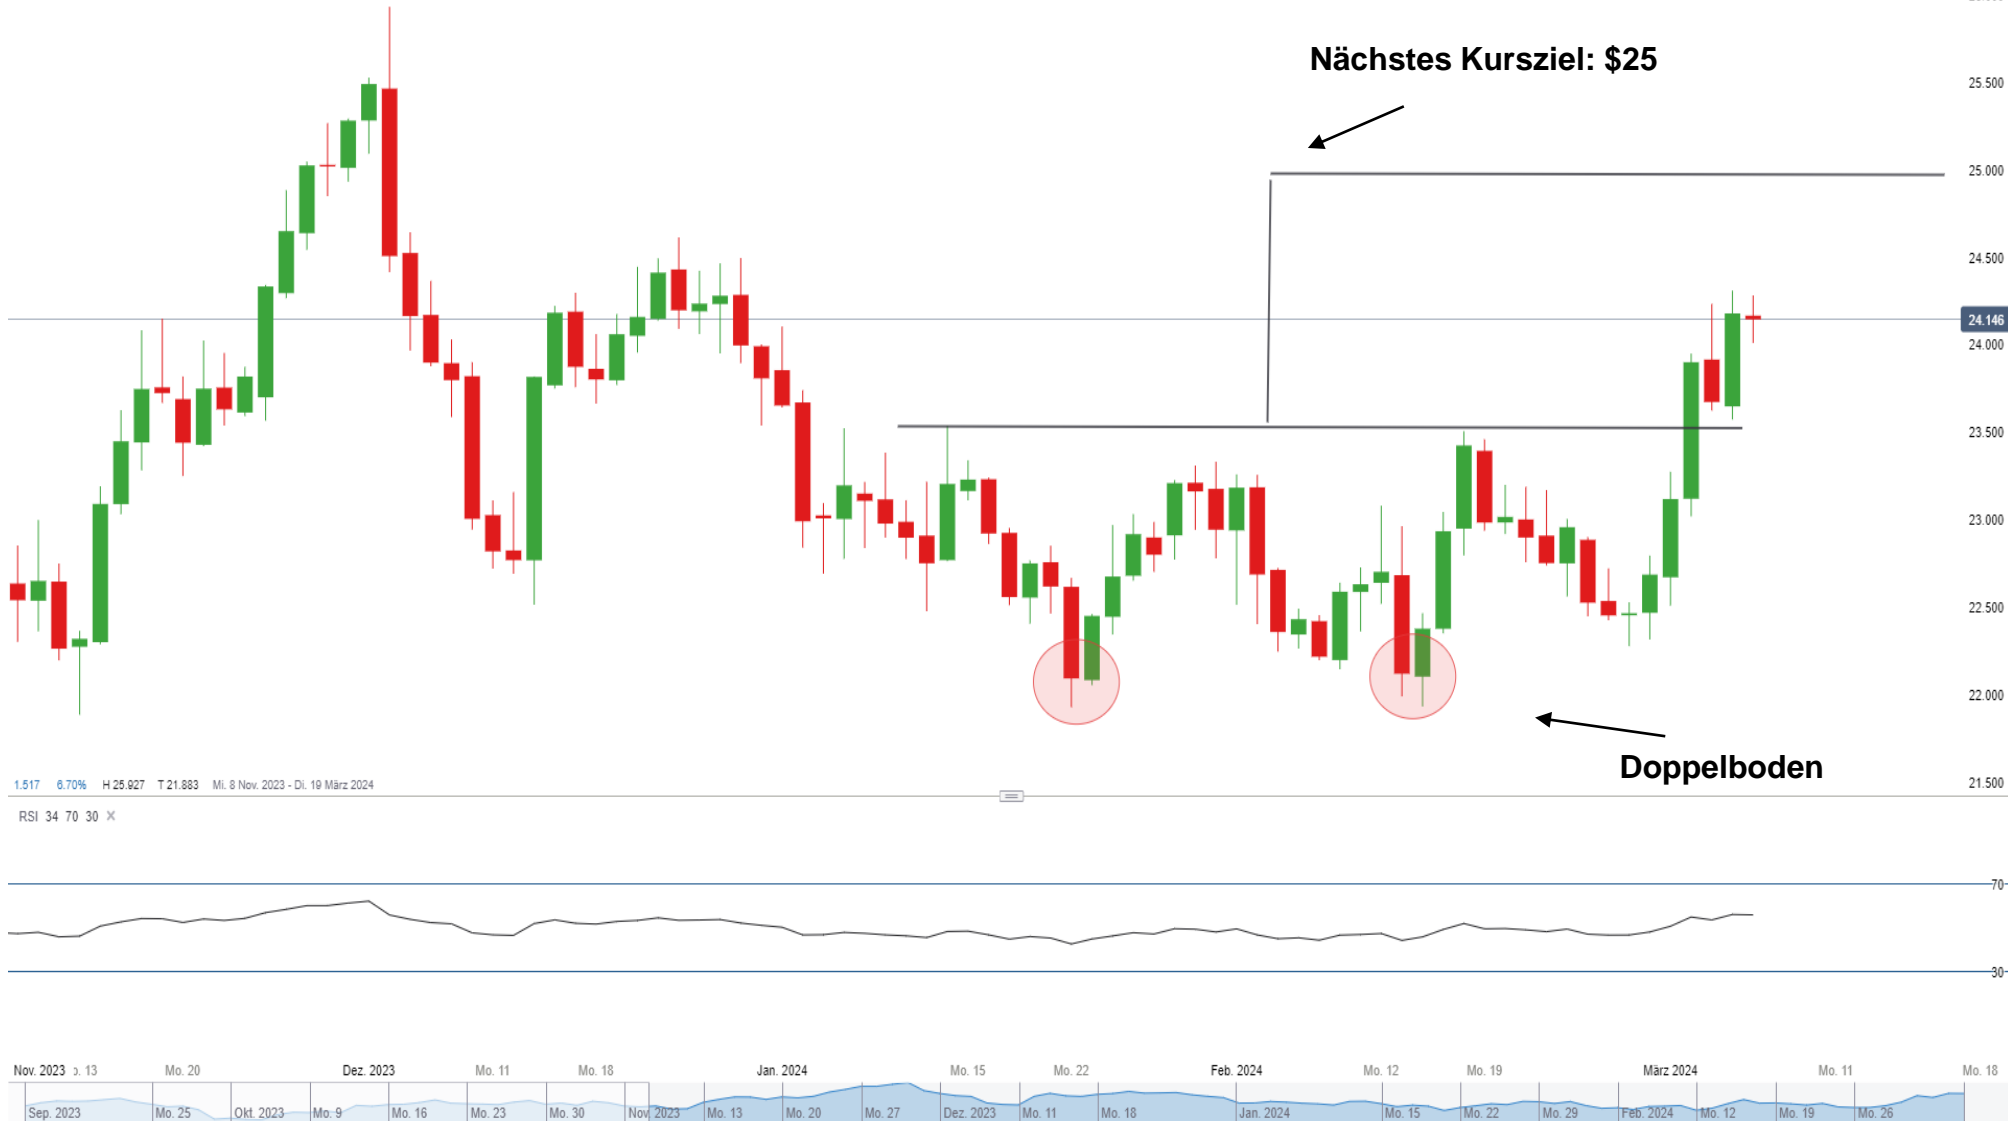 Nächstes Kursziel: $25
25.500
25.000
24.500
24.146
24.000
23.500
23.000
22.500
22.000
Doppelboden
21.500
1.517 6.70% H 25.927 T 21.883 Mi. 8 Nov. 2023 - Di. 19 März 2024
RSI 34 70 30 ×
70
30
Nov. 2023 13 Mo. 20 Dez. 2023 Mo. 11 Mo. 18 Jan. 2024 Mo. 15 Mo. 22 Feb. 2024 Mo. 12 Mo. 19 März 2024 Mo. 11 Mo. 18
Sep. 2023 Mo. 25 Okt. 2023 Mo. 9 Mo. 16 Mo. 23 Mo. 30 Nov. 2023 Mo. 13 Mo. 20 Mo. 27 Dez. 2023 Mo. 11 Mo. 18 Jan. 2024 Mo. 15 Mo. 22 Mo. 29 Feb. 2024 Mo. 12 Mo. 19 Mo. 26